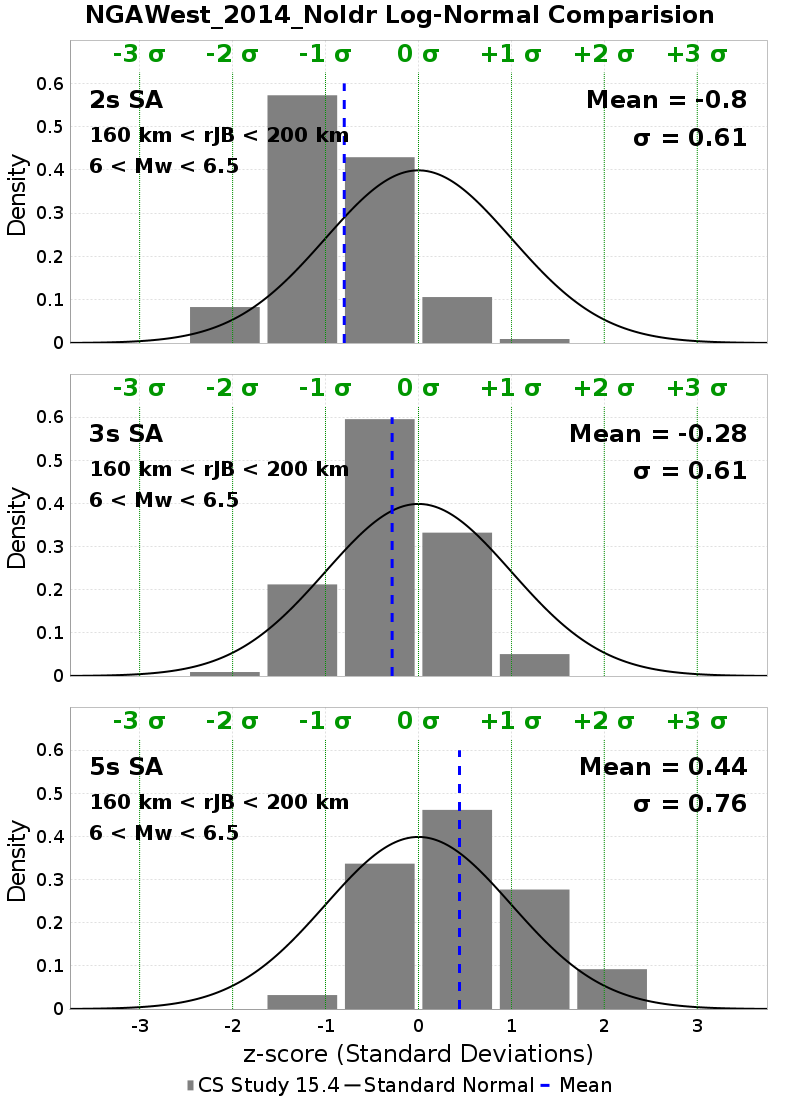 NGAWest_2014_NoIdr Log-Normal Comparision
-3 σ -2 σ -1 σ 0 σ +1 σ +2 σ +3 σ
2s SA
Mean = -0.8
160 km < rJB < 200 km
σ = 0.61
6 < Mw < 6.5
Density
0.6
0.5
0.4
0.3
0.2
0.1
0
-3 σ -2 σ -1 σ 0 σ +1 σ +2 σ +3 σ
3s SA
Mean = -0.28
160 km < rJB < 200 km
σ = 0.61
6 < Mw < 6.5
Density
0.6
0.5
0.4
0.3
0.2
0.1
0
-3 σ -2 σ -1 σ 0 σ +1 σ +2 σ +3 σ
5s SA
Mean = 0.44
160 km < rJB < 200 km
σ = 0.76
6 < Mw < 6.5
Density
0.6
0.5
0.4
0.3
0.2
0.1
0
-3 -2 -1 0 1 2 3
z-score (Standard Deviations)
CS Study 15.4 Standard Normal Mean